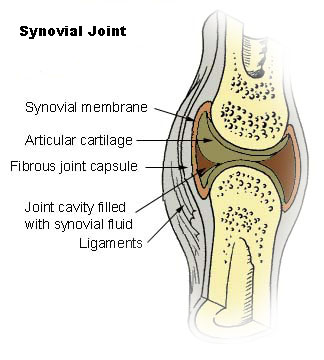 Synovial Joint
Synovial membrane
Articular cartilage
Fibrous joint capsule
Joint cavity filled
with synovial fluid
Ligaments